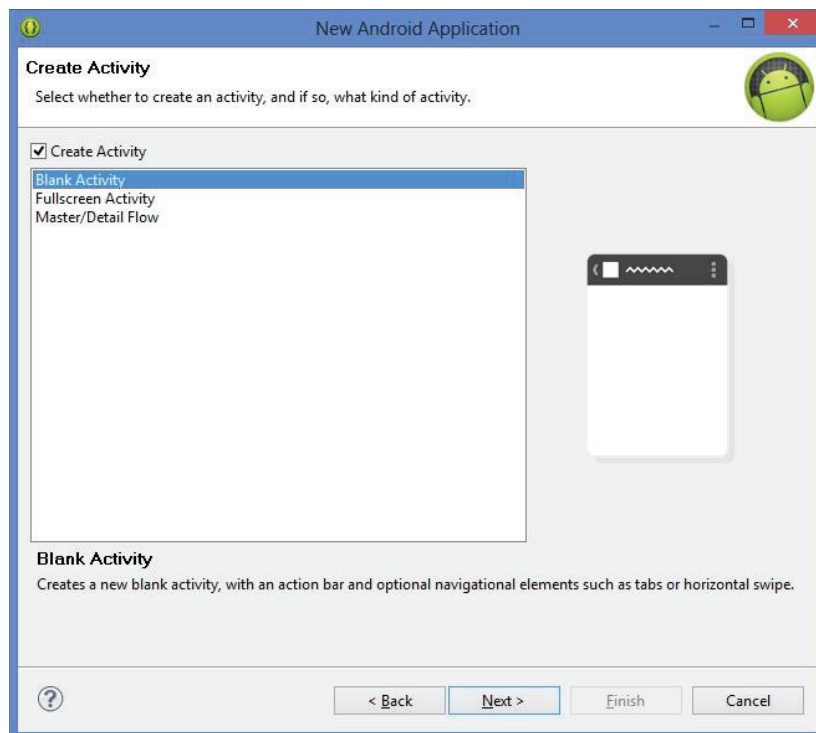 New Android Application
Create Activity
Select whether to create an activity, and if so, what kind of activity.
Create Activity
Blank Activity
Fullscreen Activity
Master/Detail Flow
Blank Activity
Creates a new blank activity, with an action bar and optional navigational elements such as tabs or horizontal swipe.
< Back
Next >
Finish
Cancel